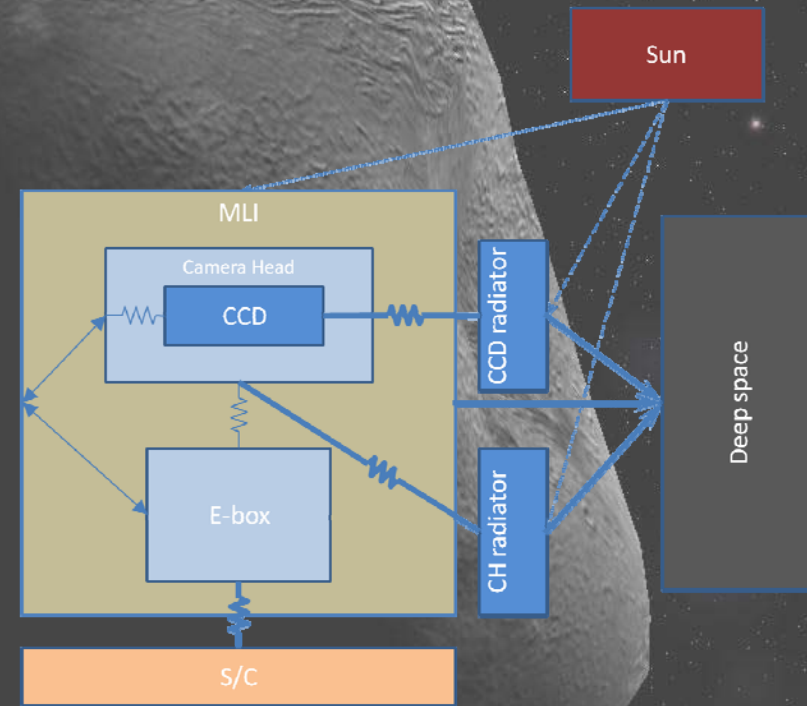 Sun
MLI
Camera Head
CCD
CCD radiator
Deep space
E-box
CH radiator
S/C